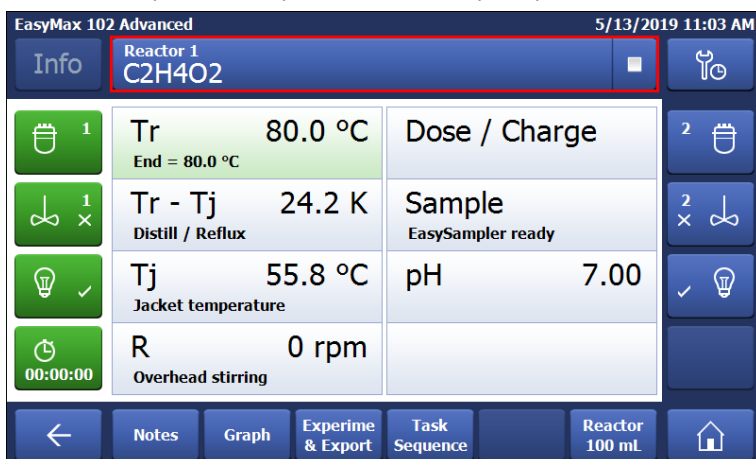 EasyMax 102 Advanced 5/13/2019 11:03 AM
Info
Reactor 1
C2H4O2
1
Tr 80.0 °C
End = 80.0 °C
Dose / Charge
2
1
Tr - Tj 24.2 K
Distill / Reflux
Sample
EasySampler ready
2
Tj 55.8 °C
Jacket temperature
pH 7.00
00:00:00
R 0 rpm
Overhead stirring
Notes
Graph
Experime
& Export
Task
Sequence
Reactor
100 mL